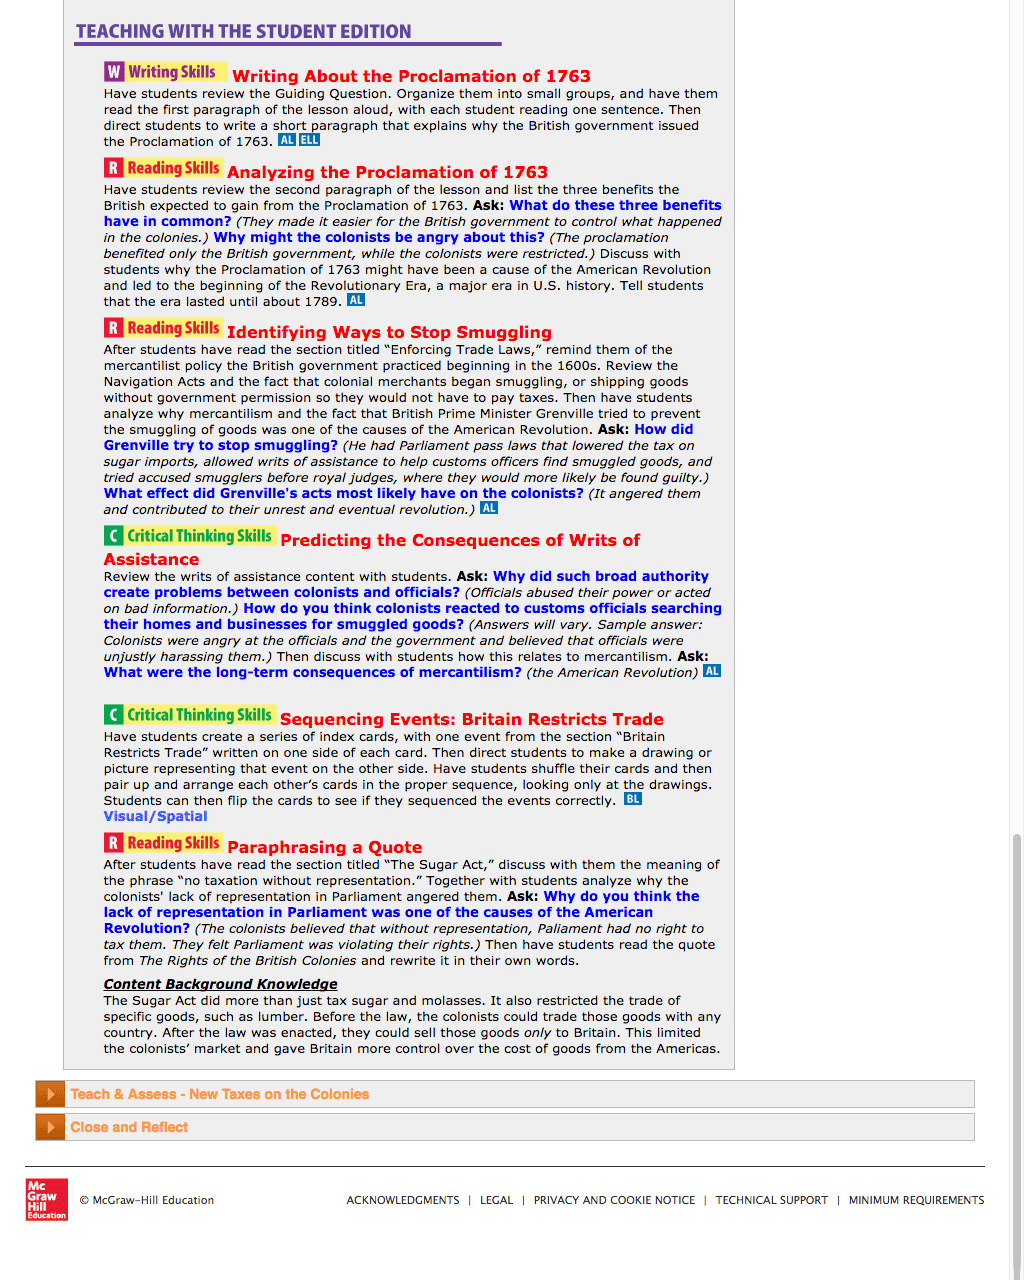 TEACHING WITH THE STUDENT EDITION
W Writing Skills Writing About the Proclamation of 1763
Have students review the Guiding Question. Organize them into small groups, and have them
read the first paragraph of the lesson aloud, with each student reading one sentence. Then
direct students to write a short paragraph that explains why the British government issued
the Proclamation of 1763. AL ELL
R Reading Skills Analyzing the Proclamation of 1763
Have students review the second paragraph of the lesson and list the three benefits the
British expected to gain from the Proclamation of 1763. Ask: What do these three benefits
have in common? (They made it easier for the British government to control what happened
in the colonies.) Why might the colonists be angry about this? (The proclamation
benefited only the British government, while the colonists were restricted.) Discuss with
students why the Proclamation of 1763 might have been a cause of the American Revolution
and led to the beginning of the Revolutionary Era, a major era in U.S. history. Tell students
that the era lasted until about 1789. AL
R Reading Skills Identifying Ways to Stop Smuggling
After students have read the section titled “Enforcing Trade Laws,” remind them of the
mercantilist policy the British government practiced beginning in the 1600s. Review the
Navigation Acts and the fact that colonial merchants began smuggling, or shipping goods
without government permission so they would not have to pay taxes. Then have students
analyze why mercantilism and the fact that British Prime Minister Grenville tried to prevent
the smuggling of goods was one of the causes of the American Revolution. Ask: How did
Grenville try to stop smuggling? (He had Parliament pass laws that lowered the tax on
sugar imports, allowed writs of assistance to help customs officers find smuggled goods, and
tried accused smugglers before royal judges, where they would more likely be found guilty.)
What effect did Grenville's acts most likely have on the colonists? (It angered them
and contributed to their unrest and eventual revolution.) AL
C Critical Thinking Skills Predicting the Consequences of Writs of
Assistance
Review the writs of assistance content with students. Ask: Why did such broad authority
create problems between colonists and officials? (Officials abused their power or acted
on bad information.) How do you think colonists reacted to customs officials searching
their homes and businesses for smuggled goods? (Answers will vary. Sample answer:
Colonists were angry at the officials and the government and believed that officials were
unjustly harassing them.) Then discuss with students how this relates to mercantilism. Ask:
What were the long-term consequences of mercantilism? (the American Revolution) AL
C Critical Thinking Skills Sequencing Events: Britain Restricts Trade
Have students create a series of index cards, with one event from the section “Britain
Restricts Trade” written on one side of each card. Then direct students to make a drawing or
picture representing that event on the other side. Have students shuffle their cards and then
pair up and arrange each other’s cards in the proper sequence, looking only at the drawings.
Students can then flip the cards to see if they sequenced the events correctly. BL
Visual/Spatial
R Reading Skills Paraphrasing a Quote
After students have read the section titled “The Sugar Act,” discuss with them the meaning of
the phrase “no taxation without representation.” Together with students analyze why the
colonists' lack of representation in Parliament angered them. Ask: Why do you think the
lack of representation in Parliament was one of the causes of the American
Revolution? (The colonists believed that without representation, Paliament had no right to
tax them. They felt Parliament was violating their rights.) Then have students read the quote
from The Rights of the British Colonies and rewrite it in their own words.
Content Background Knowledge
The Sugar Act did more than just tax sugar and molasses. It also restricted the trade of
specific goods, such as lumber. Before the law, the colonists could trade those goods with any
country. After the law was enacted, they could sell those goods only to Britain. This limited
the colonists’ market and gave Britain more control over the cost of goods from the Americas.
Teach & Assess - New Taxes on the Colonies
Close and Reflect
Mc
Graw
Hill
Education
© McGraw-Hill Education
ACKNOWLEDGMENTS | LEGAL | PRIVACY AND COOKIE NOTICE | TECHNICAL SUPPORT | MINIMUM REQUIREMENTS